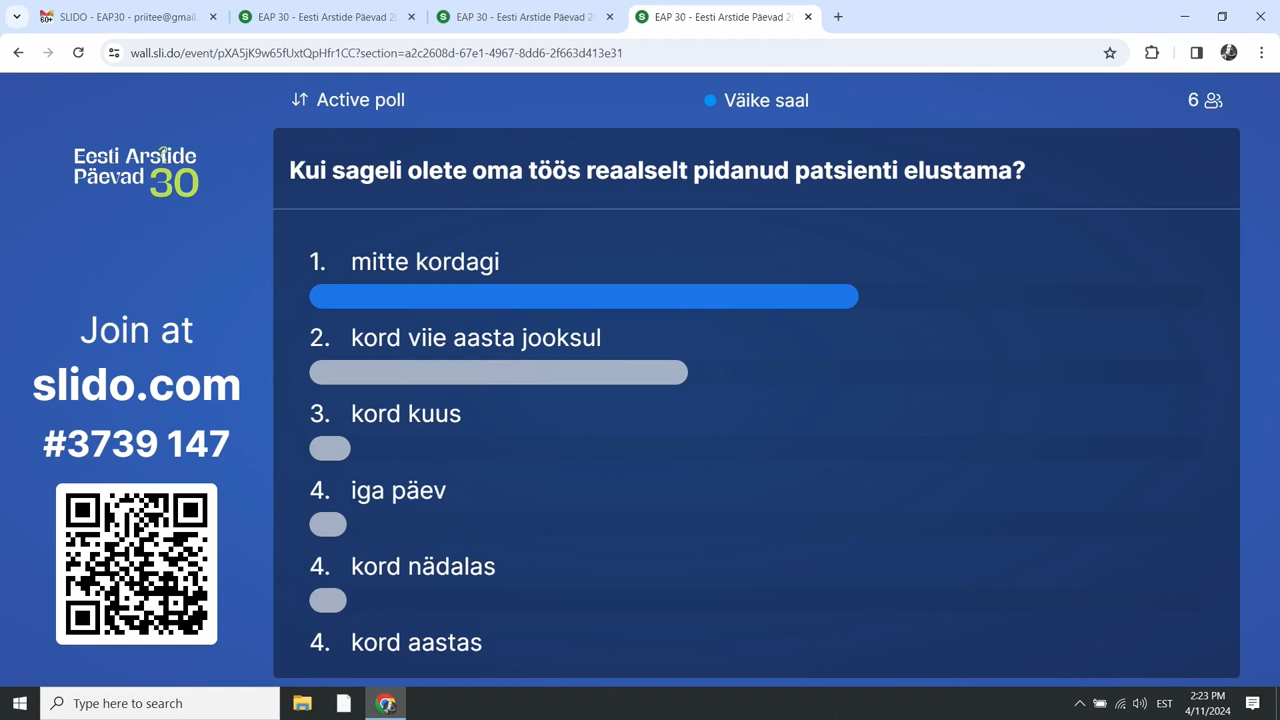 SLIDO - EAP30 - priitee@gmail.
EAP 30 - Eesti Arstide Päevad 2
EAP 30 - Eesti Arstide Päevad 2
EAP 30 - Eesti Arstide Päevad 2
wall.sli.do/event/pXA5jK9w65fUxtQpHfr1CC?section=a2c2608d-67e1-4967-8dd6-2f663d413e31
Active poll
Väike saal
6
Eesti Arstide
Päevad 30
Kui sageli olete oma töös reaalselt pidanud patsienti elustama?
1. mitte kordagi
2. kord viie aasta jooksul
3. kord kuus
4. iga päev
4. kord nädalas
4. kord aastas
Join at
slido.com
#3739 147
Type here to search
EST
2:23 PM
4/11/2024